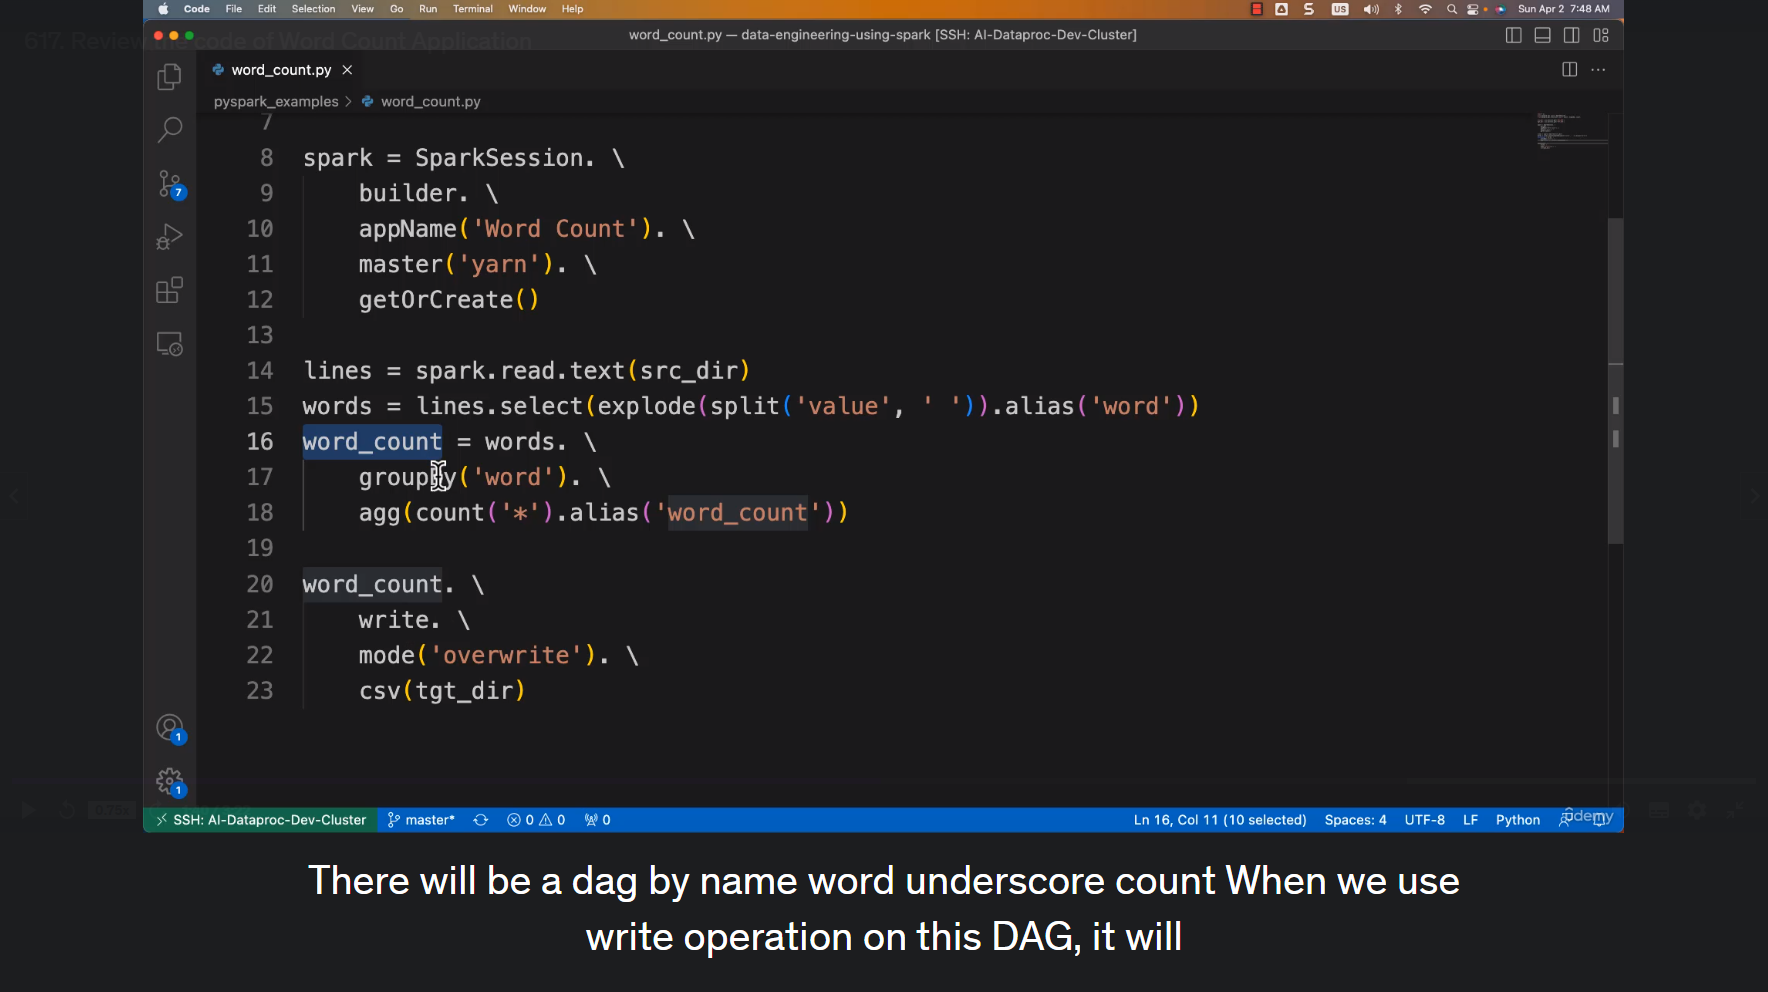 Code File Edit Selection View Go Run Terminal Window Help US Sun Apr 2 7:48 AM
617. Review the code of Word Count Application
word_count.py — data-engineering-using-spark [SSH: AI-Dataproc-Dev-Cluster]
word_count.py
pyspark_examples > word_count.py
7
8 spark = SparkSession. \
9 builder. \
10 appName('Word Count'). \
11 master('yarn'). \
12 getOrCreate()
13
14 lines = spark.read.text(src_dir)
15 words = lines.select(explode(split('value', ' ')).alias('word'))
16 word_count = words. \
17 groupBy('word'). \
18 agg(count('*').alias('word_count'))
19
20 word_count. \
21 write. \
22 mode('overwrite'). \
23 csv(tgt_dir)
7
1
1
SSH: AI-Dataproc-Dev-Cluster master* 0 0 0 Ln 16, Col 11 (10 selected) Spaces: 4 UTF-8 LF Python
udemy
There will be a dag by name word underscore count When we use
write operation on this DAG, it will